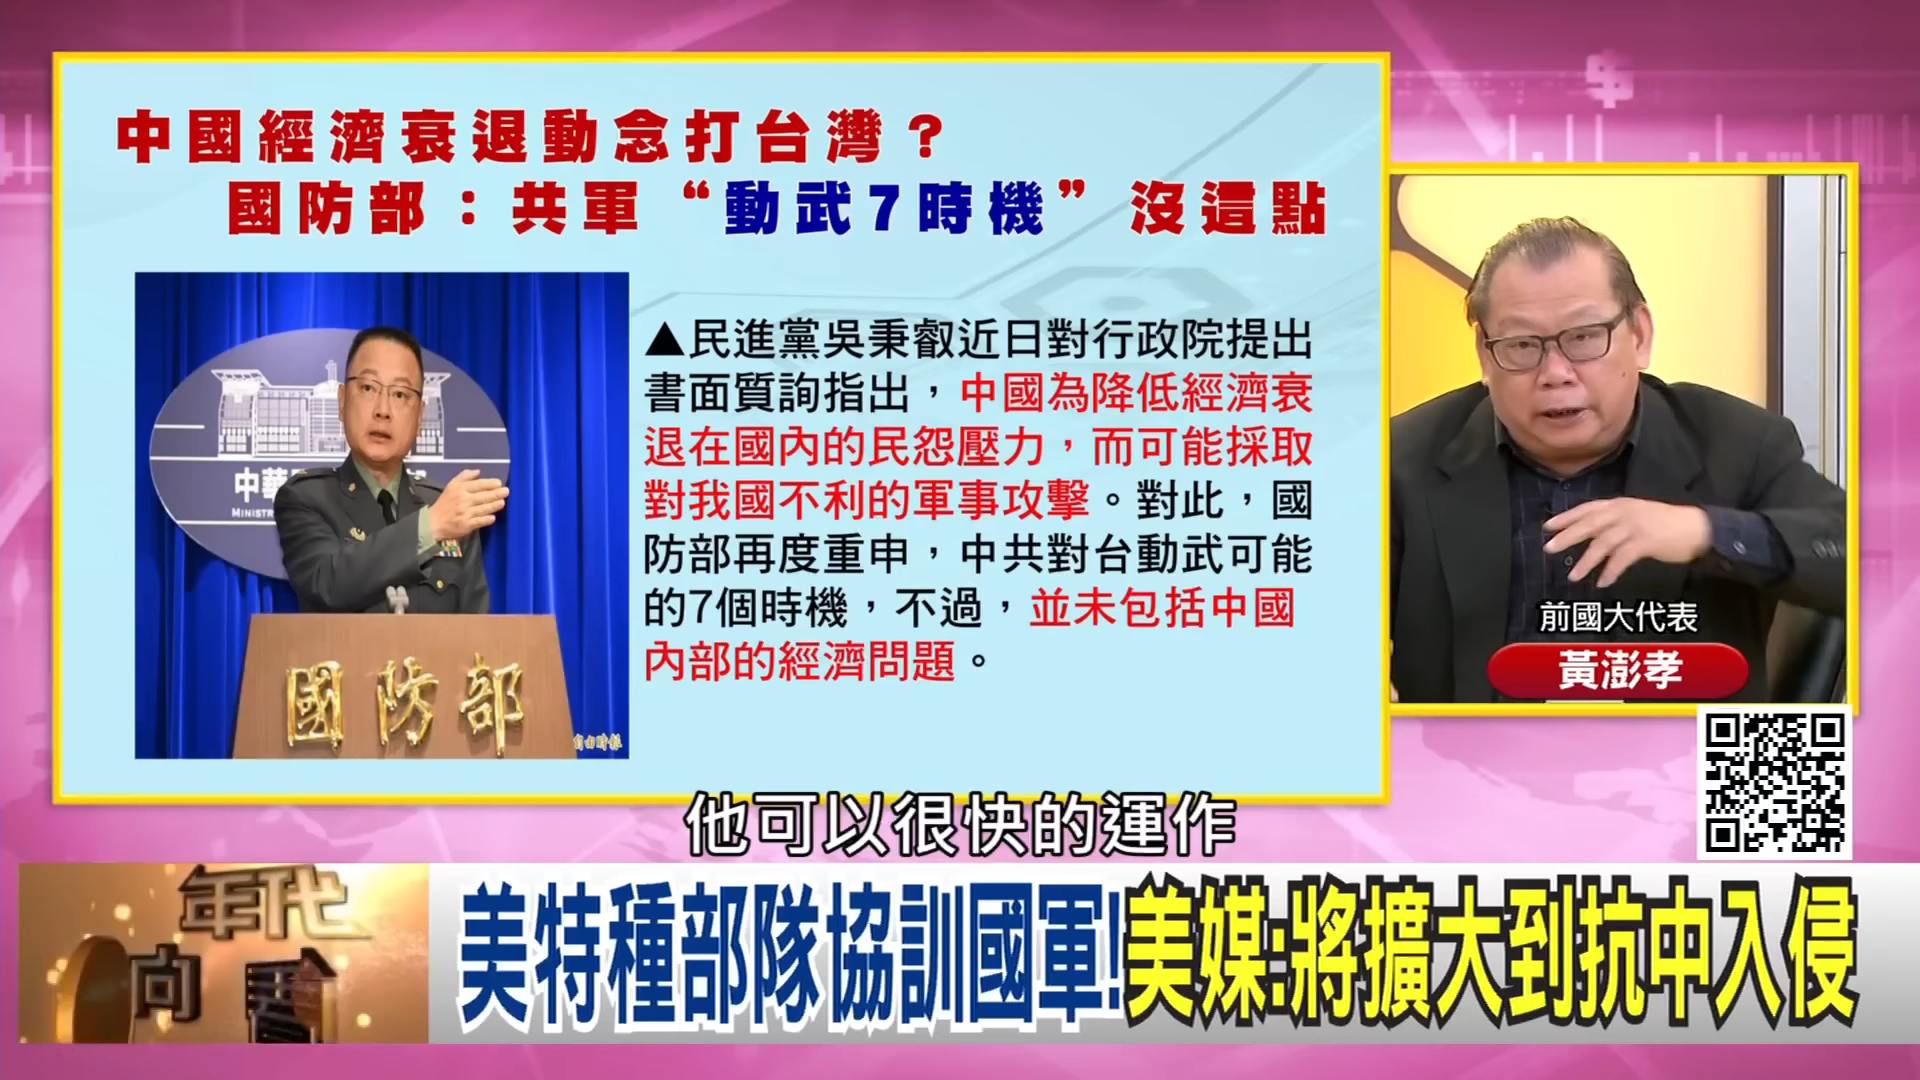 中國經濟衰退動念打台灣？
國防部：共軍“動武7時機”沒這點
▲民進黨吳秉叡近日對行政院提出
書面質詢指出，中國為降低經濟衰
退在國內的民怨壓力，而可能採取
對我國不利的軍事攻擊。對此，國
防部再度重申，中共對台動武可能
的7個時機，不過，並未包括中國
內部的經濟問題。
中華
MINISTR
國防部
自由時報
前國大代表
黃澎孝
他可以很快的運作
年代
向錢
美特種部隊協訓國軍!美媒:將擴大到抗中入侵